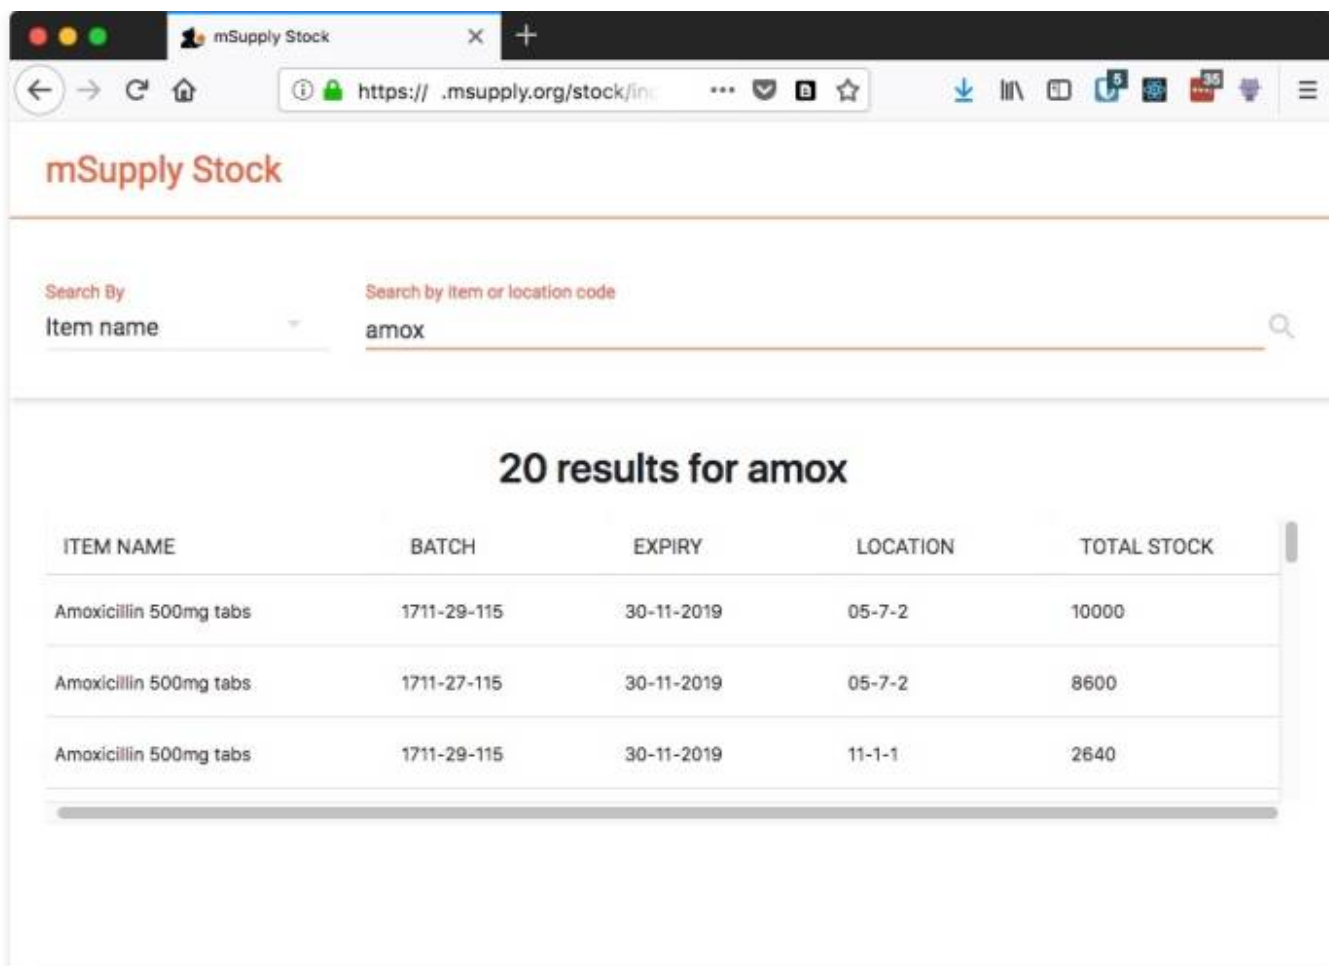 mSupply Stock
https:// .msupply.org/stock/in
5
35
mSupply Stock
Search By
Search by item or location code
Item name
amox
20 results for amox
ITEM NAME BATCH EXPIRY LOCATION TOTAL STOCK
Amoxicillin 500mg tabs 1711-29-115 30-11-2019 05-7-2 10000
Amoxicillin 500mg tabs 1711-27-115 30-11-2019 05-7-2 8600
Amoxicillin 500mg tabs 1711-29-115 30-11-2019 11-1-1 2640